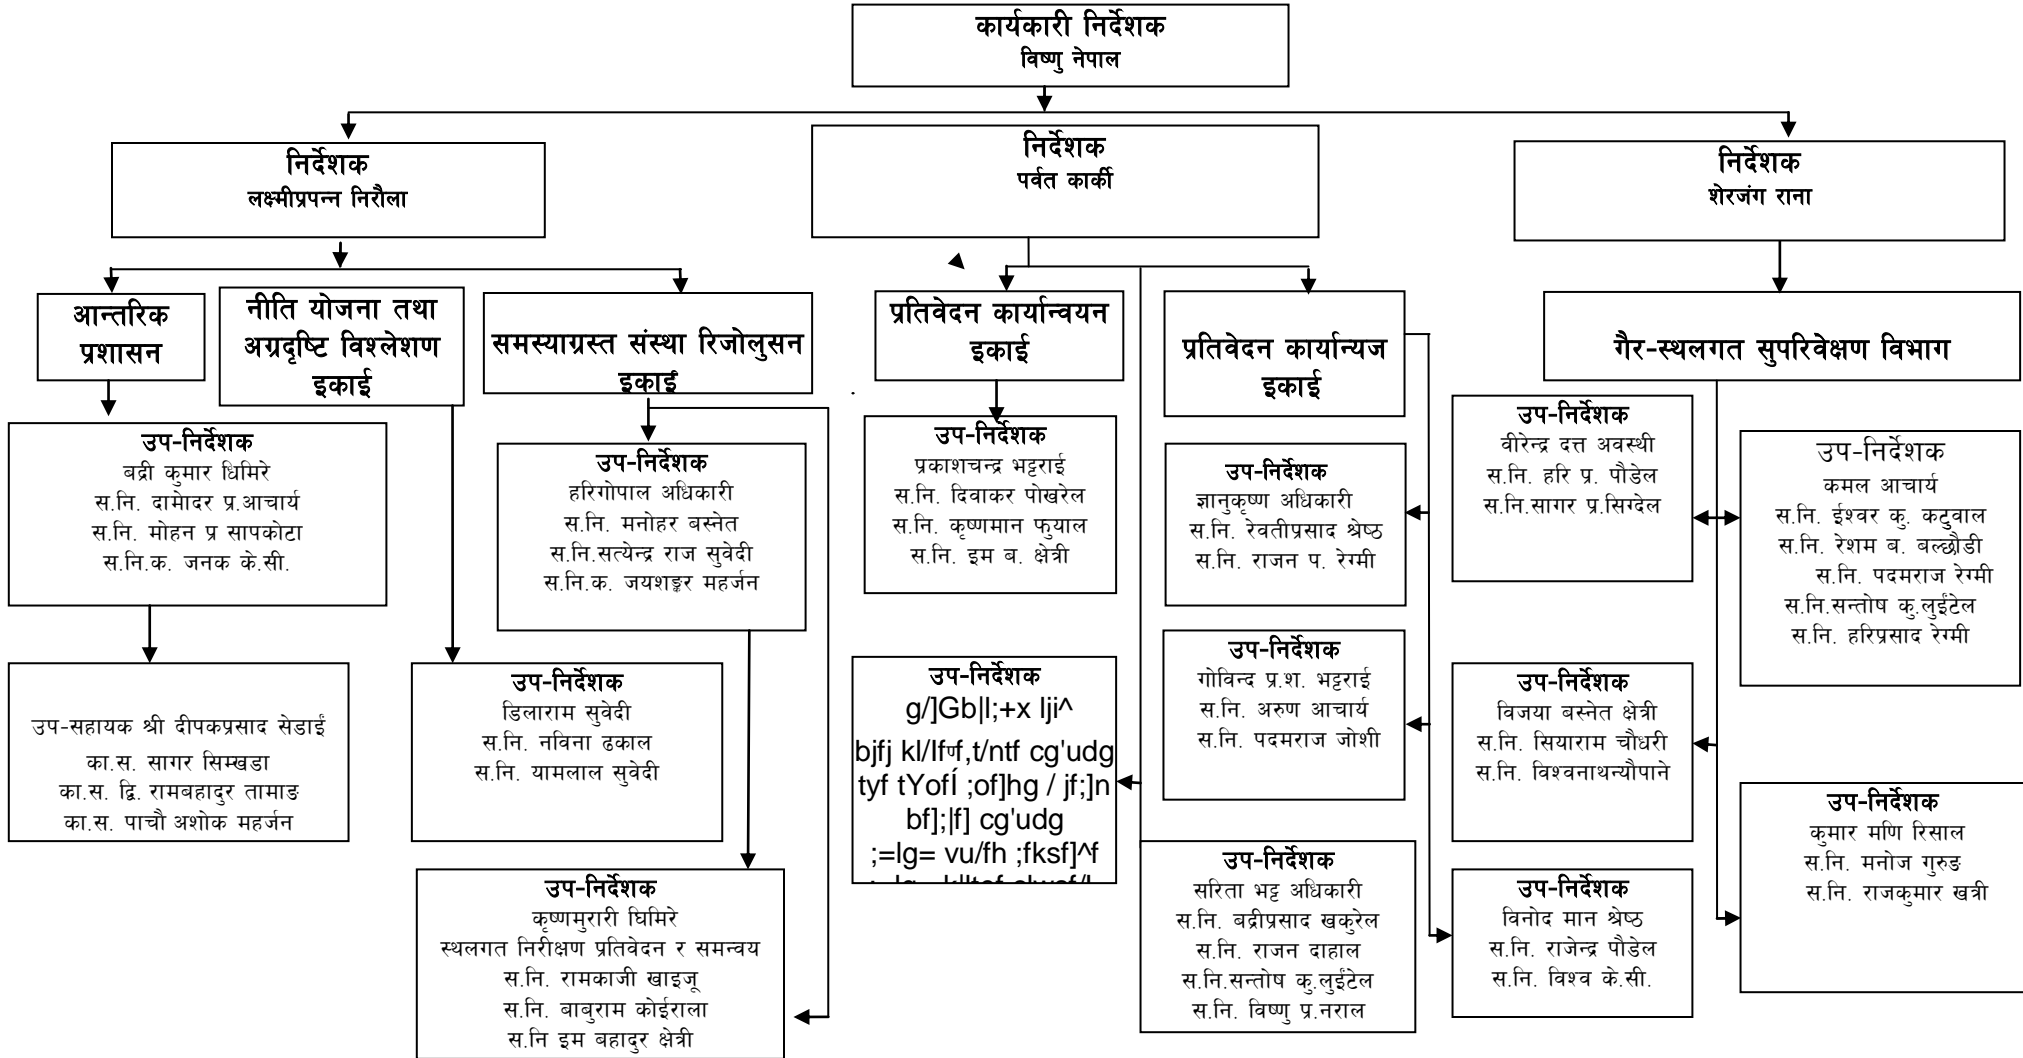 कार्यकारी निर्देशक
विष्णु नेपाल
निर्देशक
लक्ष्मीप्रपन्न निरौला
निर्देशक
पर्वत कार्की
निर्देशक
शेरजंग राना
आन्तरिक
प्रशासन
नीति योजना तथा
अग्रदृष्टि विश्लेशण
इकाई
समस्याग्रस्त संस्था रिजोलुसन
इकाई
प्रतिवेदन कार्यान्वयन
इकाई
प्रतिवेदन कार्यान्यज
इकाई
गैर-स्थलगत सुपरिवेक्षण विभाग
उप-निर्देशक
बद्री कुमार धिमिरे
स.नि. दामोदर प्र.आचार्य
स.नि. मोहन प्र सापकोटा
स.नि.क. जनक के.सी.
उप-निर्देशक
हरिगोपाल अधिकारी
स.नि. मनोहर बस्नेत
स.नि.सत्येन्द्र राज सुवेदी
स.नि.क. जयशङ्कर महर्जन
उप-निर्देशक
प्रकाशचन्द्र भट्टराई
स.नि. दिवाकर पोखरेल
स.नि. कृष्णमान फुयाल
स.नि. इम ब. क्षेत्री
उप-निर्देशक
ज्ञानुकृष्ण अधिकारी
स.नि. रेवतीप्रसाद श्रेष्ठ
स.नि. राजन प. रेग्मी
उप-निर्देशक
वीरेन्द्र दत्त अवस्थी
स.नि. हरि प्र. पौडेल
स.नि.सागर प्र.सिग्देल
उप-निर्देशक
कमल आचार्य
स.नि. ईश्वर कु. कटुवाल
स.नि. रेशम ब. बल्छौडी
स.नि. पदमराज रेग्मी
स.नि.सन्तोष कु.लुईंटेल
स.नि. हरिप्रसाद रेग्मी
उप-सहायक श्री दीपकप्रसाद सेडाईं
का.स. सागर सिम्खडा
का.स. द्वि. रामबहादुर तामाङ
का.स. पाचौ अशोक महर्जन
उप-निर्देशक
डिलाराम सुवेदी
स.नि. नविना ढकाल
स.नि. यामलाल सुवेदी
उप-निर्देशक
g/]Gb|l;+x lji^
bjfj kl/lfर्णf,t/ntf cg'udg
tyf tYofÍ ;of]hg / jf;]n
bf];|f] cg'udg
;=lg= vu/fh ;fksf]^f
उप-निर्देशक
गोविन्द प्र.श. भट्टराई
स.नि. अरुण आचार्य
स.नि. पदमराज जोशी
उप-निर्देशक
विजया बस्नेत क्षेत्री
स.नि. सियाराम चौधरी
स.नि. विश्वनाथन्यौपाने
उप-निर्देशक
कुमार मणि रिसाल
स.नि. मनोज गुरुङ
स.नि. राजकुमार खत्री
उप-निर्देशक
कृष्णमुरारी घिमिरे
स्थलगत निरीक्षण प्रतिवेदन र समन्वय
स.नि. रामकाजी खाइजू
स.नि. बाबुराम कोईराला
स.नि इम बहादुर क्षेत्री
उप-निर्देशक
सरिता भट्ट अधिकारी
स.नि. बद्रीप्रसाद खकुरेल
स.नि. राजन दाहाल
स.नि.सन्तोष कु.लुईंटेल
स.नि. विष्णु प्र.नराल
उप-निर्देशक
विनोद मान श्रेष्ठ
स.नि. राजेन्द्र पौडेल
स.नि. विश्व के.सी.